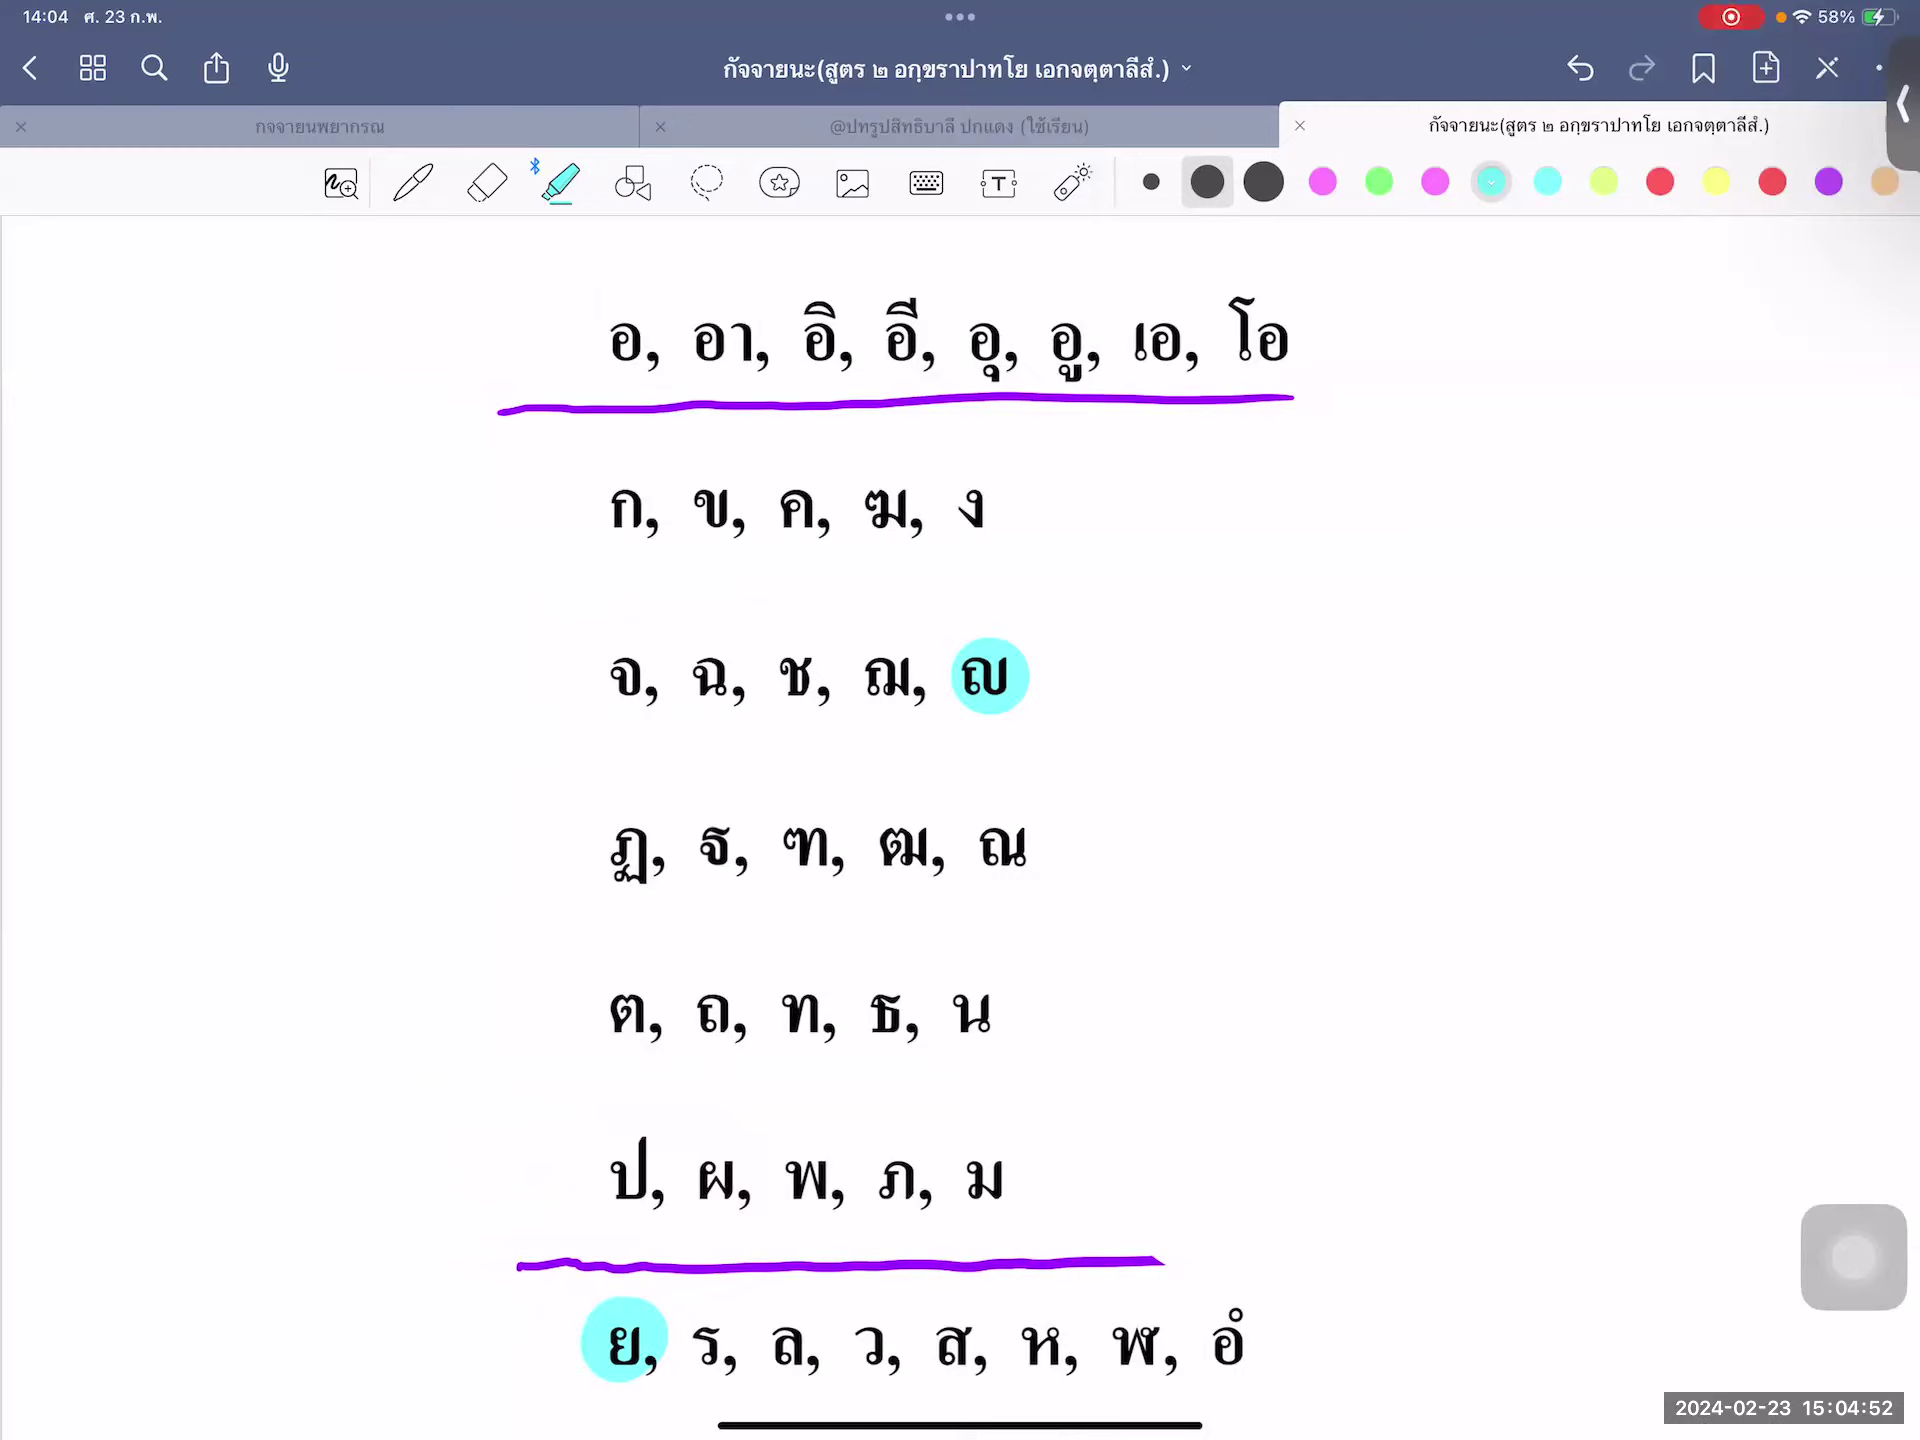 14:04 ศ. 23 ก.พ.
58%
กัจจายนะ(สูตร ๒ อกฺขราปาทโย เอกจตฺตาลีสํ.)
กจจายนพยากรณ
@ปทรูปสิทธิบาลี ปกแดง (ใช้เรียน)
กัจจายนะ(สูตร ๒ อกฺขราปาทโย เอกจตฺตาลีสํ.)
อ, อา, อิ, อี, อุ, อู, เอ, โอ
ก, ข, ค, ฆ, ง
จ, ฉ, ช, ฌ, ญ
ฏ, ฐ, ฑ, ฒ, ณ
ต, ถ, ท, ธ, น
ป, ผ, พ, ภ, ม
ย, ร, ล, ว, ส, ห, ฬ, อํ
2024-02-23 15:04:52